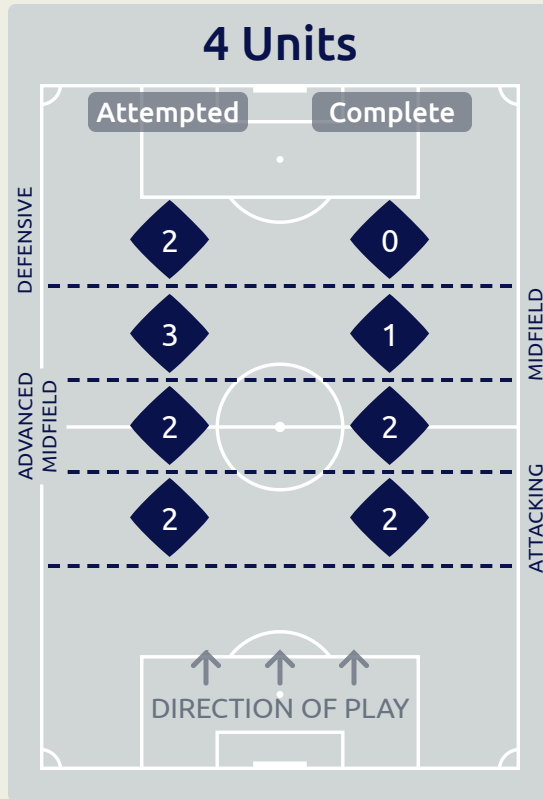 4 Units
Attempted Complete
DEFENSIVE
2 0
MIDFIELD
3 1
ADVANCED
MIDFIELD
2 2
ATTACKING
2 2
DIRECTION OF PLAY